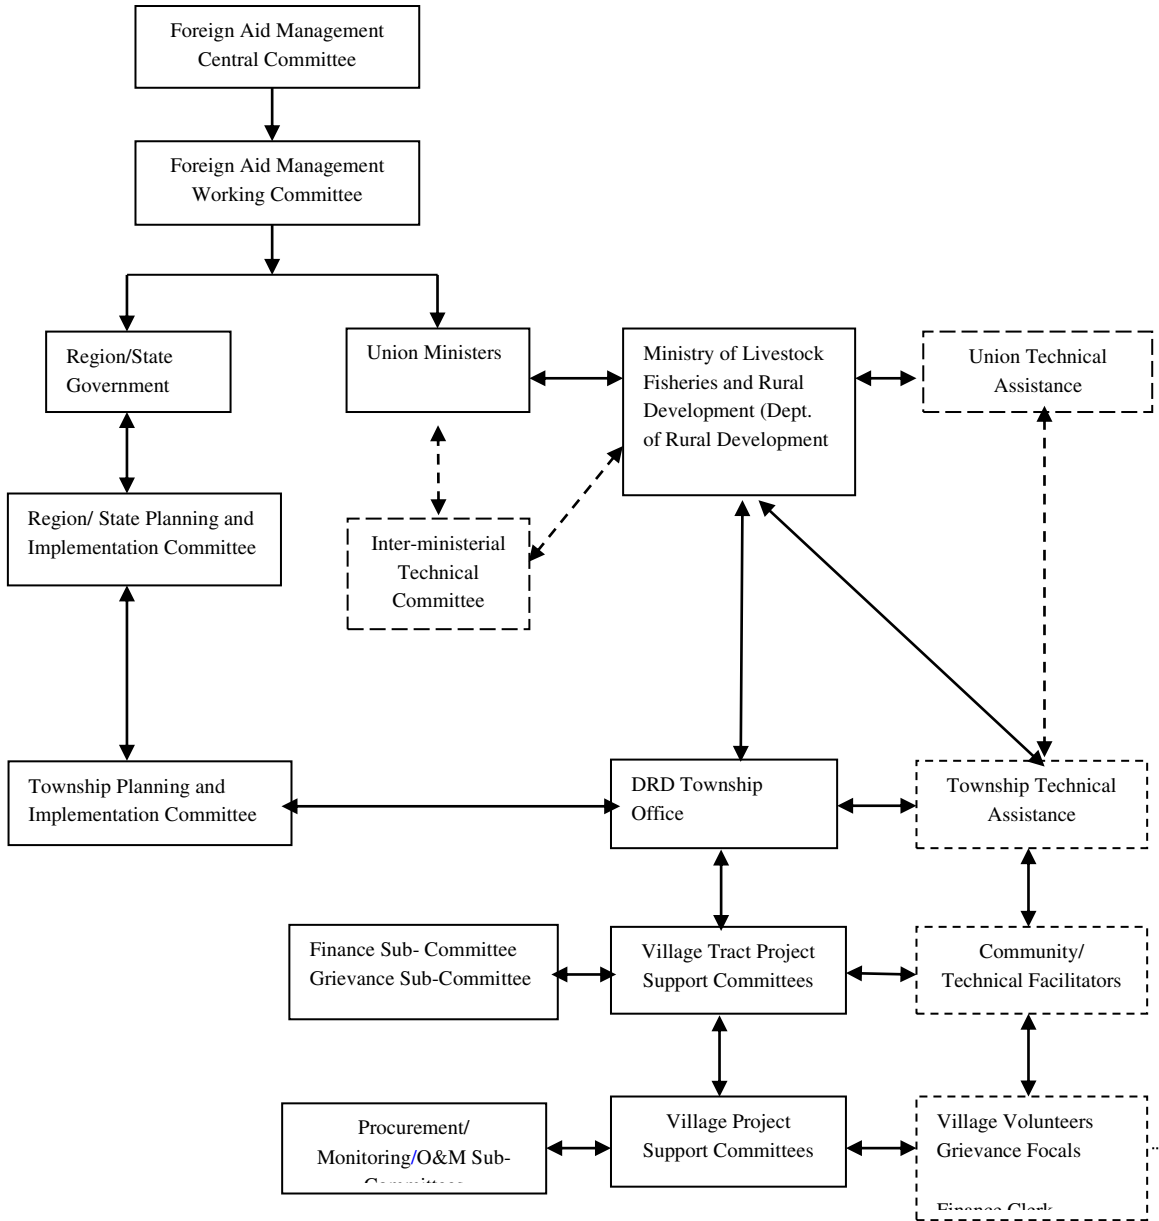 Foreign Aid Management
Central Committee
Foreign Aid Management
Working Committee
Region/State
Government
Union Ministers
Ministry of Livestock
Fisheries and Rural
Development (Dept.
of Rural Development
Union Technical
Assistance
Region/ State Planning and
Implementation Committee
Inter-ministerial
Technical
Committee
Township Planning and
Implementation Committee
DRD Township
Office
Township Technical
Assistance
Finance Sub- Committee
Grievance Sub-Committee
Village Tract Project
Support Committees
Community/
Technical Facilitators
Procurement/
Monitoring/O&M Sub-
Village Project
Support Committees
Village Volunteers
Grievance Focals
Finance Clerk